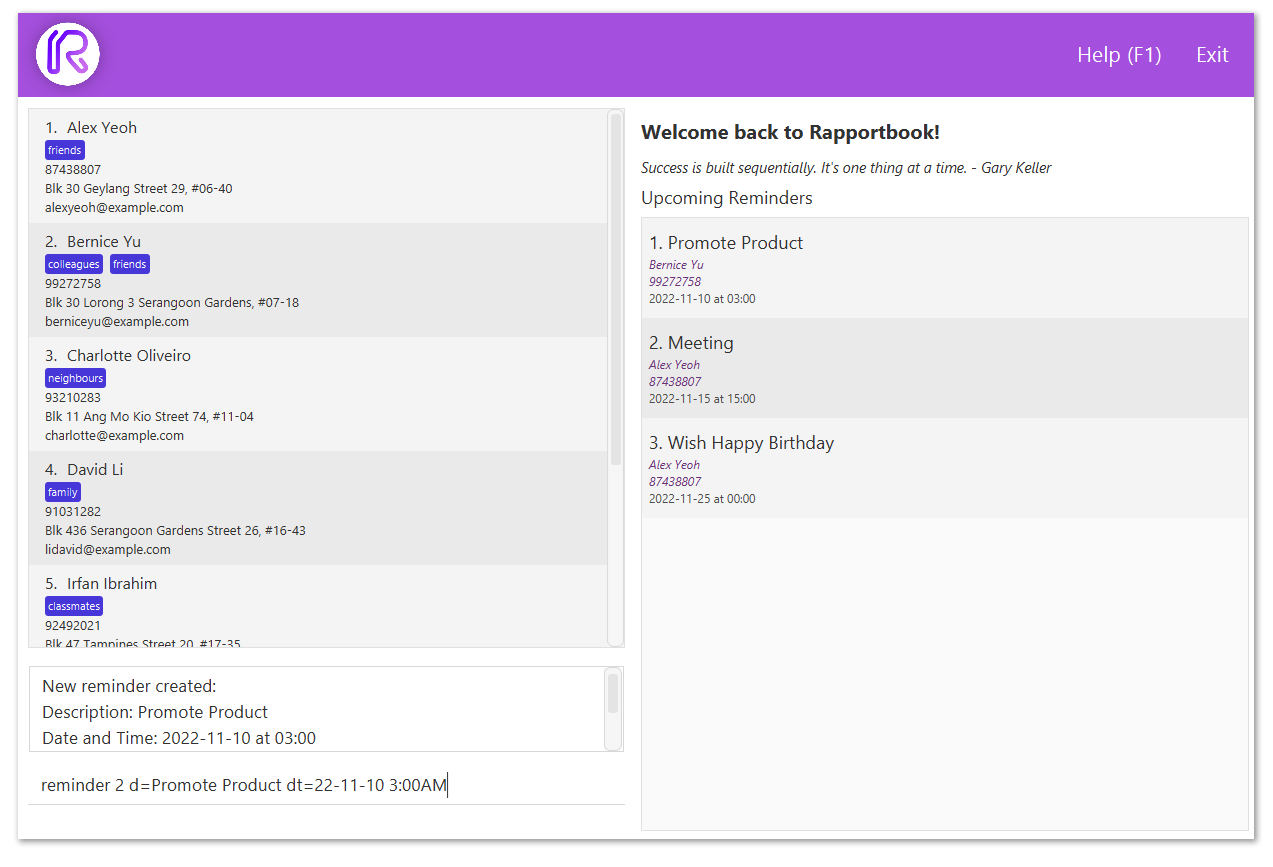 Help (F1) Exit
1. Alex Yeoh
friends
87438807
Blk 30 Geylang Street 29, #06-40
alexyeoh@example.com
2. Bernice Yu
colleagues friends
99272758
Blk 30 Lorong 3 Serangoon Gardens, #07-18
berniceyu@example.com
3. Charlotte Oliveiro
neighbours
93210283
Blk 11 Ang Mo Kio Street 74, #11-04
charlotte@example.com
4. David Li
family
91031282
Blk 436 Serangoon Gardens Street 26, #16-43
lidavid@example.com
5. Irfan Ibrahim
classmates
92492021
Blk 47 Tampines Street 20, #17-35
New reminder created:
Description: Promote Product
Date and Time: 2022-11-10 at 03:00
reminder 2 d=Promote Product dt=22-11-10 3:00AM
Welcome back to Rapportbook!
Success is built sequentially. It's one thing at a time. - Gary Keller
Upcoming Reminders
1. Promote Product
Bernice Yu
99272758
2022-11-10 at 03:00
2. Meeting
Alex Yeoh
87438807
2022-11-15 at 15:00
3. Wish Happy Birthday
Alex Yeoh
87438807
2022-11-25 at 00:00